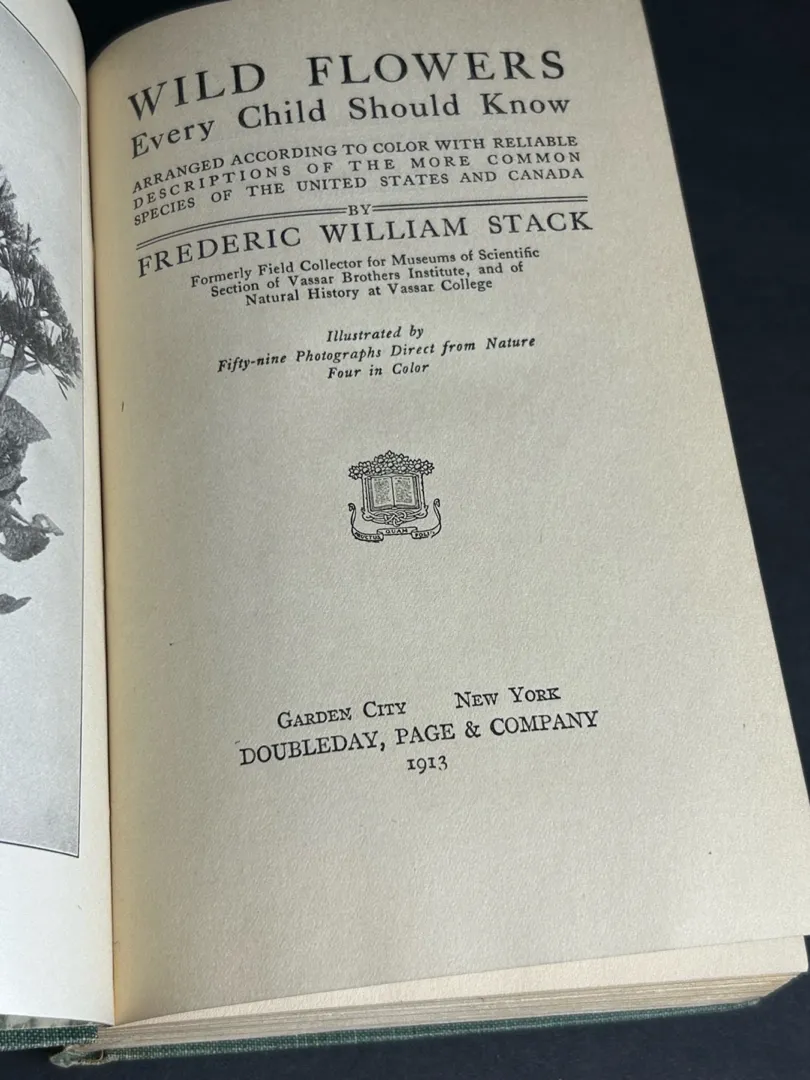 WILD FLOWERS
Every Child Should Know
ARRANGED ACCORDING TO COLOR WITH RELIABLE
DESCRIPTIONS OF THE MORE COMMON
SPECIES OF THE UNITED STATES AND CANADA
BY
FREDERIC WILLIAM STACK
Formerly Field Collector for Museums of Scientific
Section of Vassar Brothers Institute, and of
Natural History at Vassar College
Illustrated by
Fifty-nine Photographs Direct from Nature
Four in Color
FRUCTUS QUAM FOLIA
GARDEN CITY NEW YORK
DOUBLEDAY, PAGE & COMPANY
1913